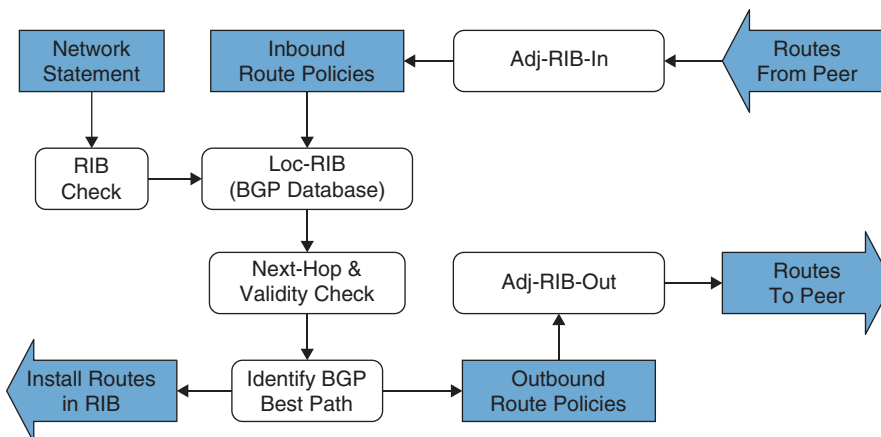 Network
Statement
Inbound
Route Policies
Adj-RIB-In
Routes
From Peer
RIB
Check
Loc-RIB
(BGP Database)
Next-Hop &
Validity Check
Adj-RIB-Out
Routes
To Peer
Install Routes
in RIB
Identify BGP
Best Path
Outbound
Route Policies